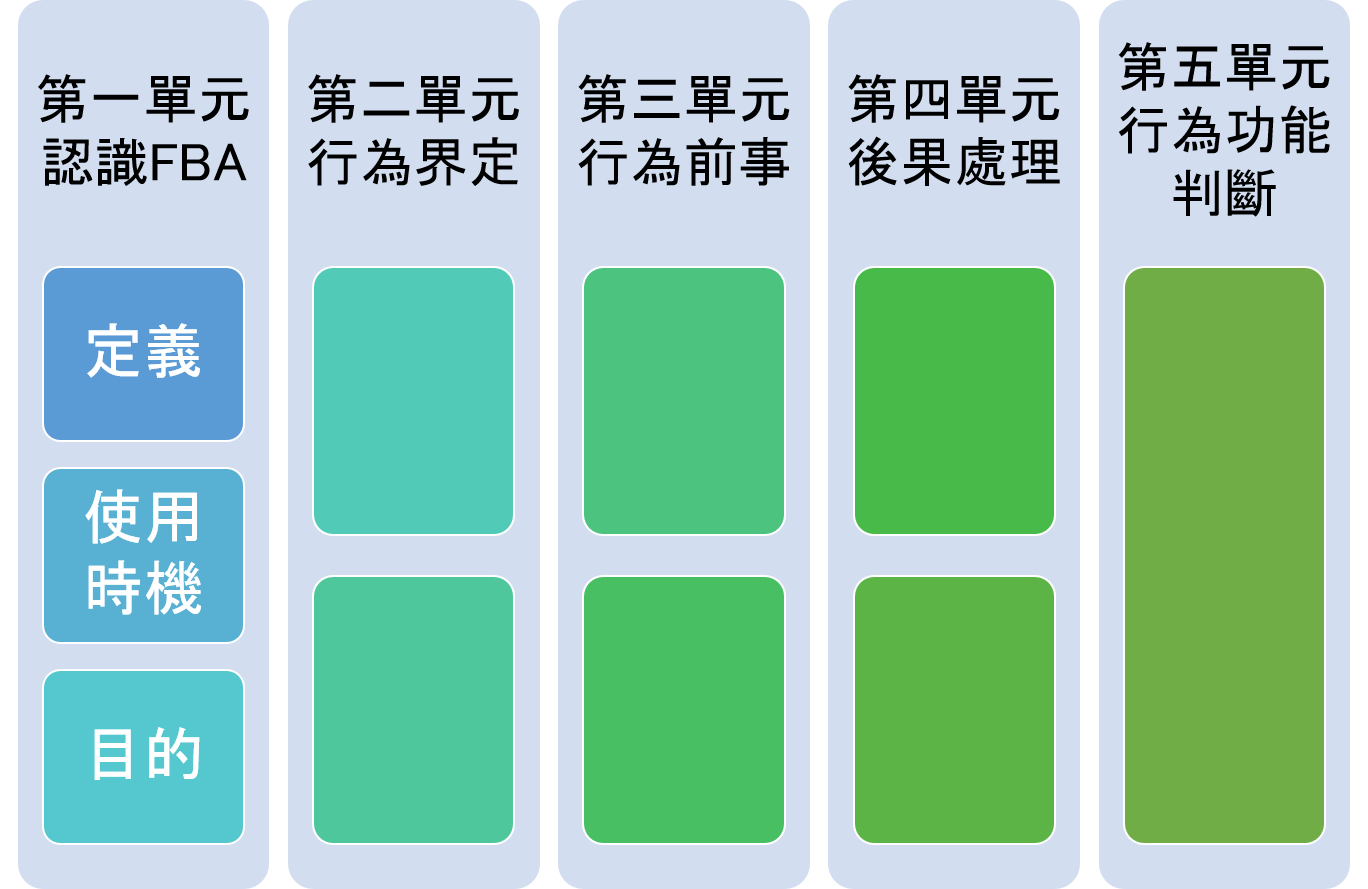 第一單元
認識FBA
定義
使用
時機
目的
第二單元
行為界定
第三單元
行為前事
第四單元
後果處理
第五單元
行為功能
判斷